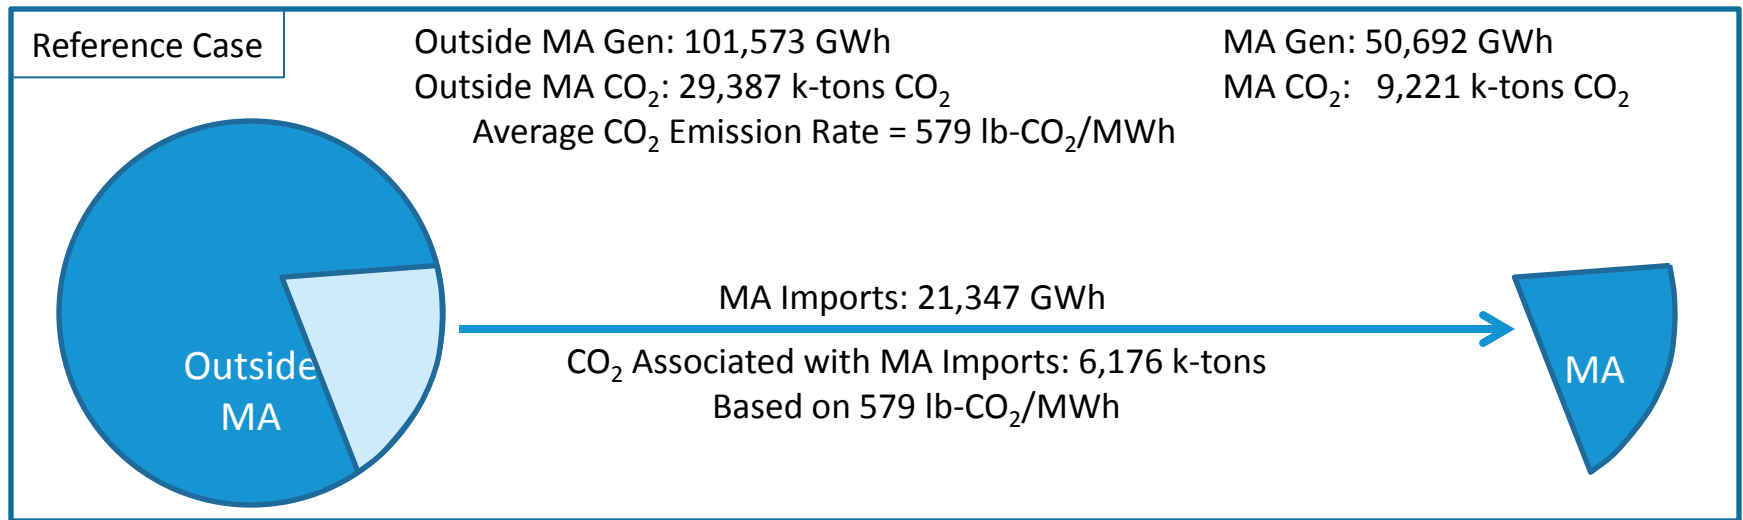 Reference Case
Outside MA Gen: 101,573 GWh
Outside MA CO₂: 29,387 k-tons CO₂
Average CO₂ Emission Rate = 579 lb-CO₂/MWh
MA Gen: 50,692 GWh
MA CO₂: 9,221 k-tons CO₂
MA Imports: 21,347 GWh
CO₂ Associated with MA Imports: 6,176 k-tons
Based on 579 lb-CO₂/MWh
Outside
MA
MA